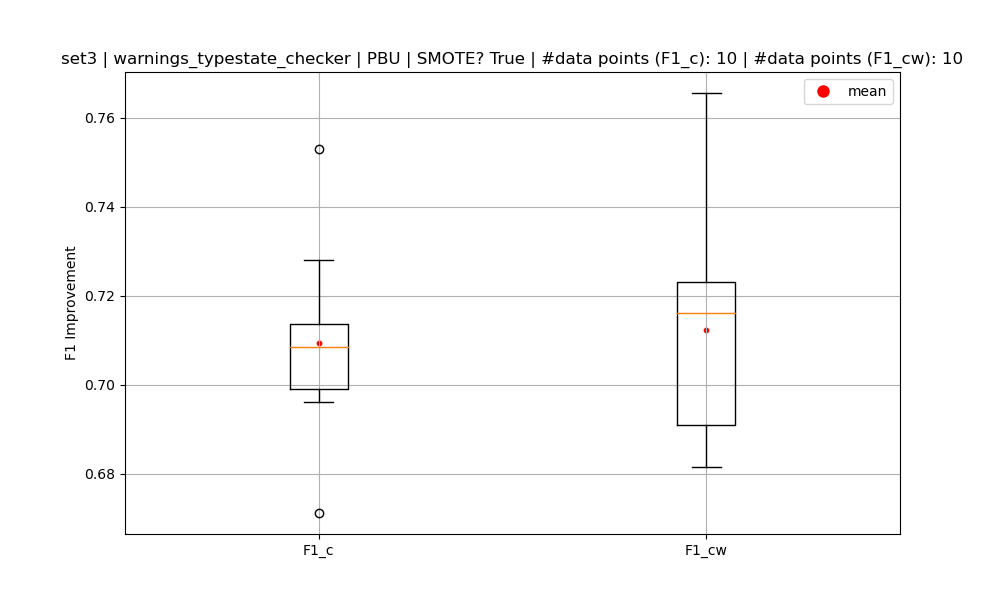 set3 | warnings_typestate_checker | PBU | SMOTE? True | #data points (F1_c): 10 | #data points (F1_cw): 10
mean
0.76
0.74
0.72
0.70
0.68
F1 Improvement
F1_c
F1_cw